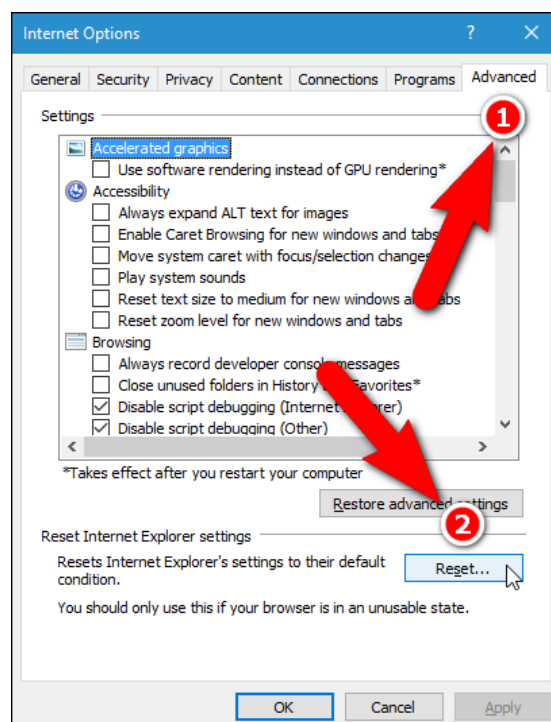 Internet Options
General Security Privacy Content Connections Programs Advanced
Settings
1
Accelerated graphics
Use software rendering instead of GPU rendering*
Accessibility
Always expand ALT text for images
Enable Caret Browsing for new windows and tabs
Move system caret with focus/selection changes
Play system sounds
Reset text size to medium for new windows and tabs
Reset zoom level for new windows and tabs
Browsing
Always record developer console messages
Close unused folders in History and Favorites*
Disable script debugging (Internet Explorer)
Disable script debugging (Other)
*Takes effect after you restart your computer
Restore advanced settings
2
Reset Internet Explorer settings
Resets Internet Explorer's settings to their default
condition.
Reset...
You should only use this if your browser is in an unusable state.
OK Cancel Apply